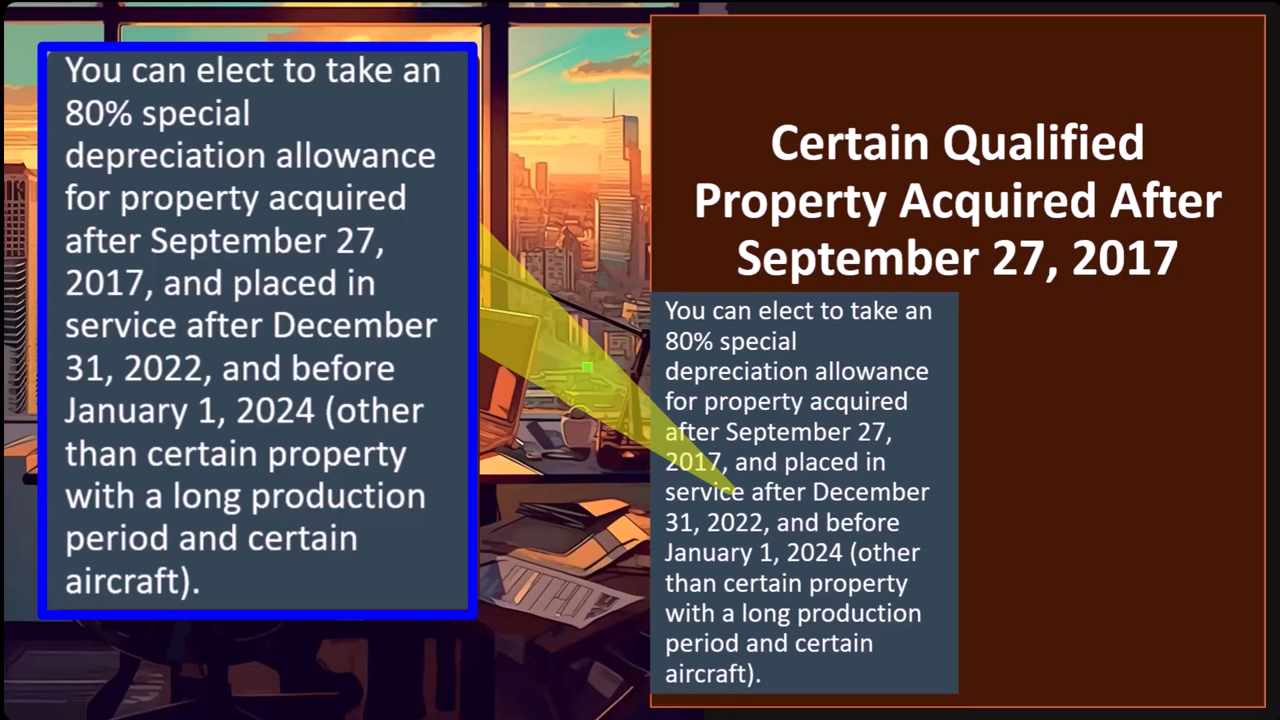 You can elect to take an
80% special
depreciation allowance
for property acquired
after September 27,
2017, and placed in
service after December
31, 2022, and before
January 1, 2024 (other
than certain property
with a long production
period and certain
aircraft).
Certain Qualified
Property Acquired After
September 27, 2017
You can elect to take an
80% special
depreciation allowance
for property acquired
after September 27,
2017, and placed in
service after December
31, 2022, and before
January 1, 2024 (other
than certain property
with a long production
period and certain
aircraft).